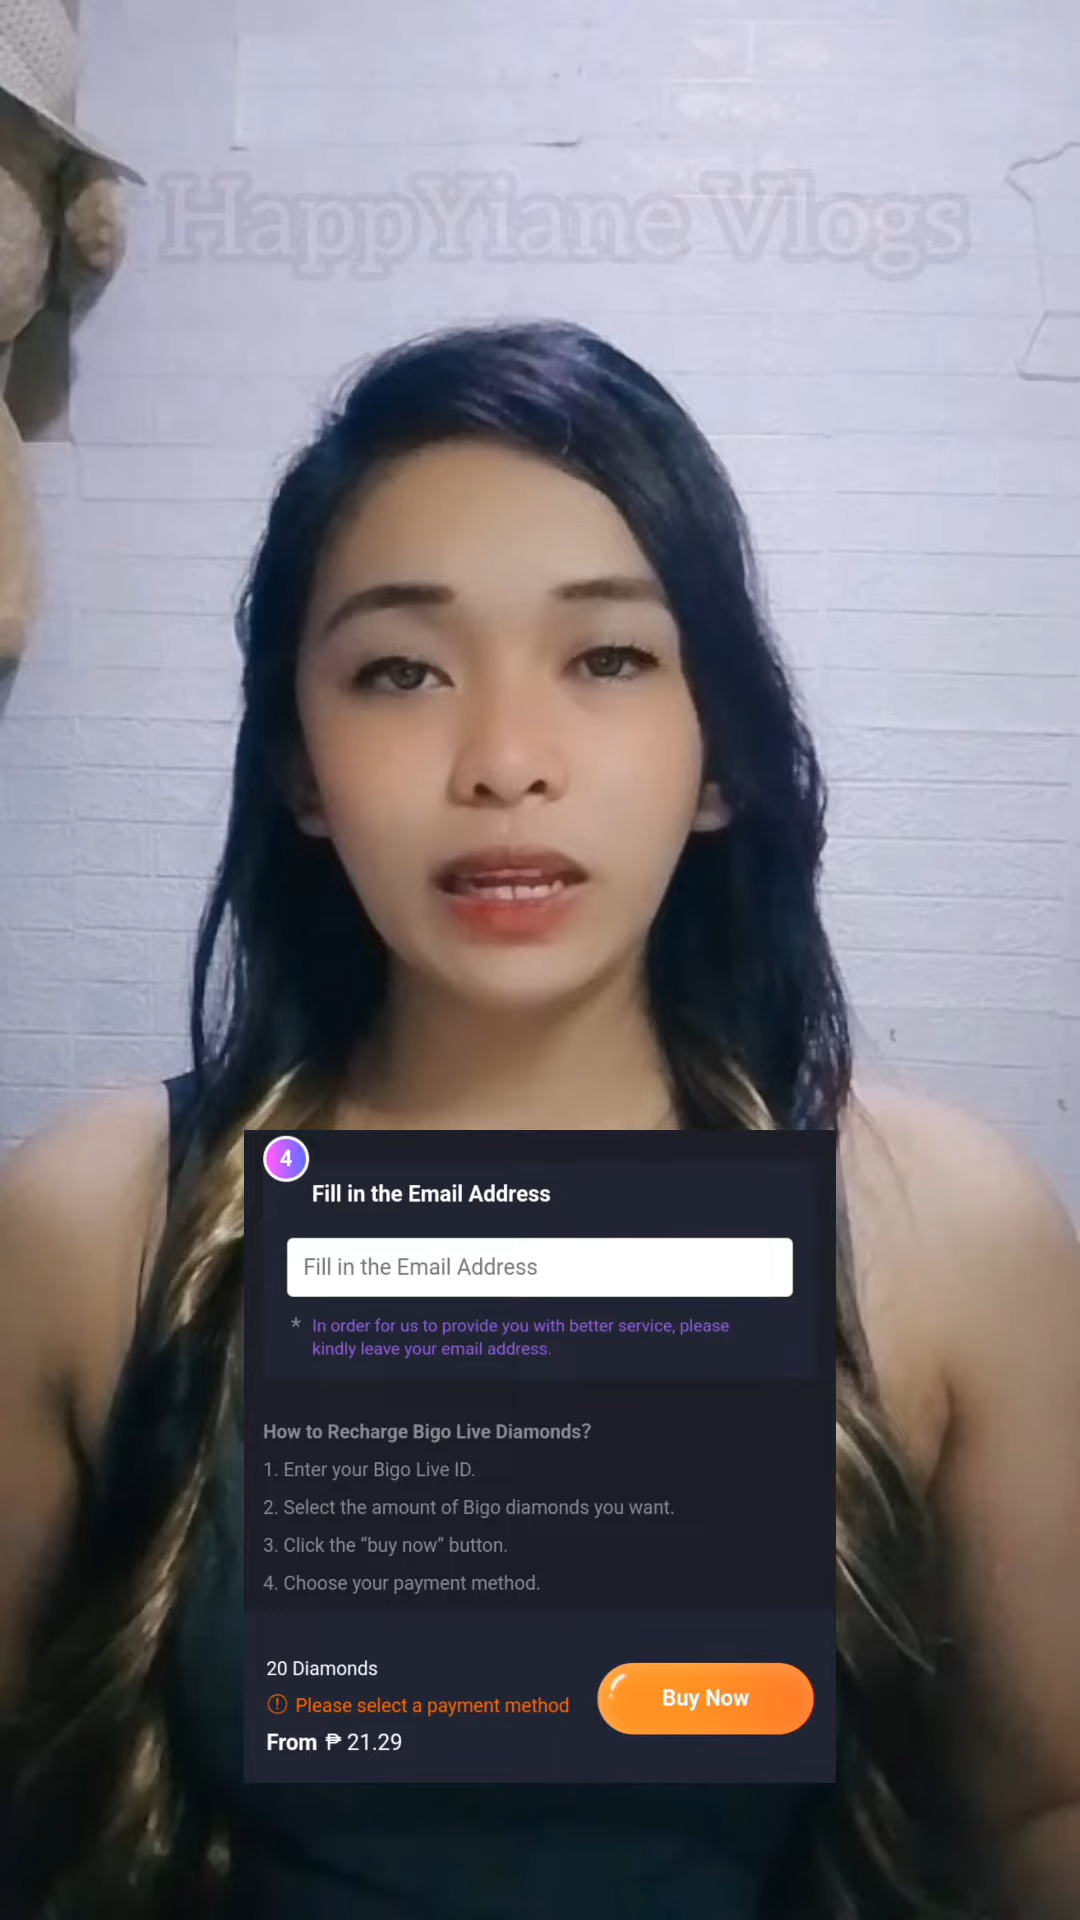 HappYiane Vlogs
4
Fill in the Email Address
Fill in the Email Address
* In order for us to provide you with better service, please
kindly leave your email address.
How to Recharge Bigo Live Diamonds?
1. Enter your Bigo Live ID.
2. Select the amount of Bigo diamonds you want.
3. Click the “buy now” button.
4. Choose your payment method.
20 Diamonds
Please select a payment method
From ₱ 21.29
Buy Now